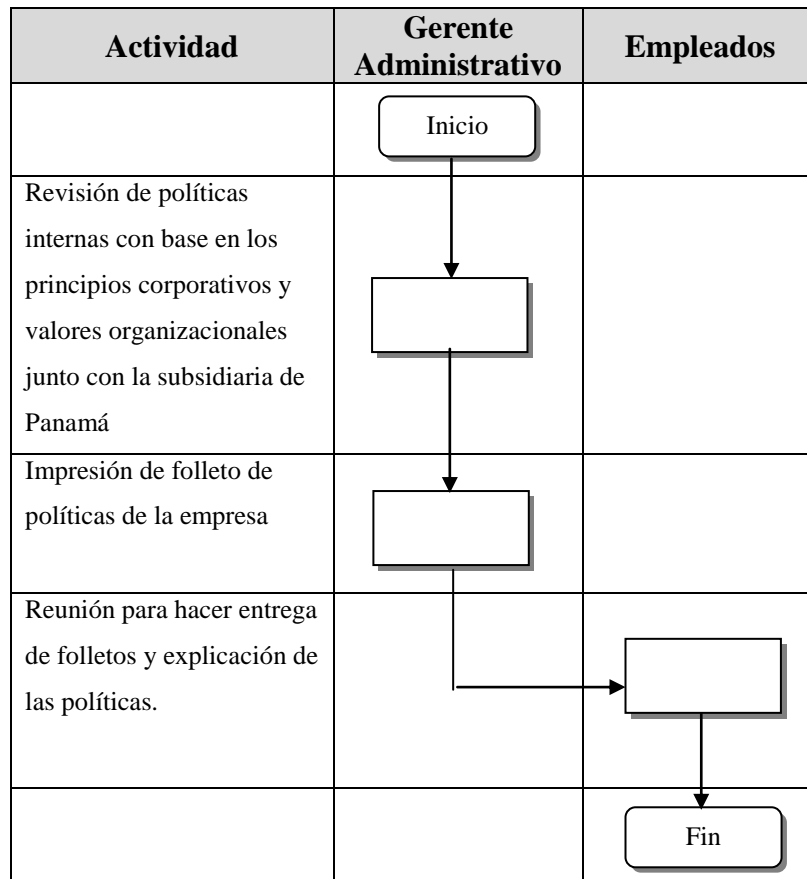 Actividad
Gerente
Administrativo
Empleados
Inicio
Revisión de políticas
internas con base en los
principios corporativos y
valores organizacionales
junto con la subsidiaria de
Panamá
Impresión de folleto de
políticas de la empresa
Reunión para hacer entrega
de folletos y explicación de
las políticas.
Fin